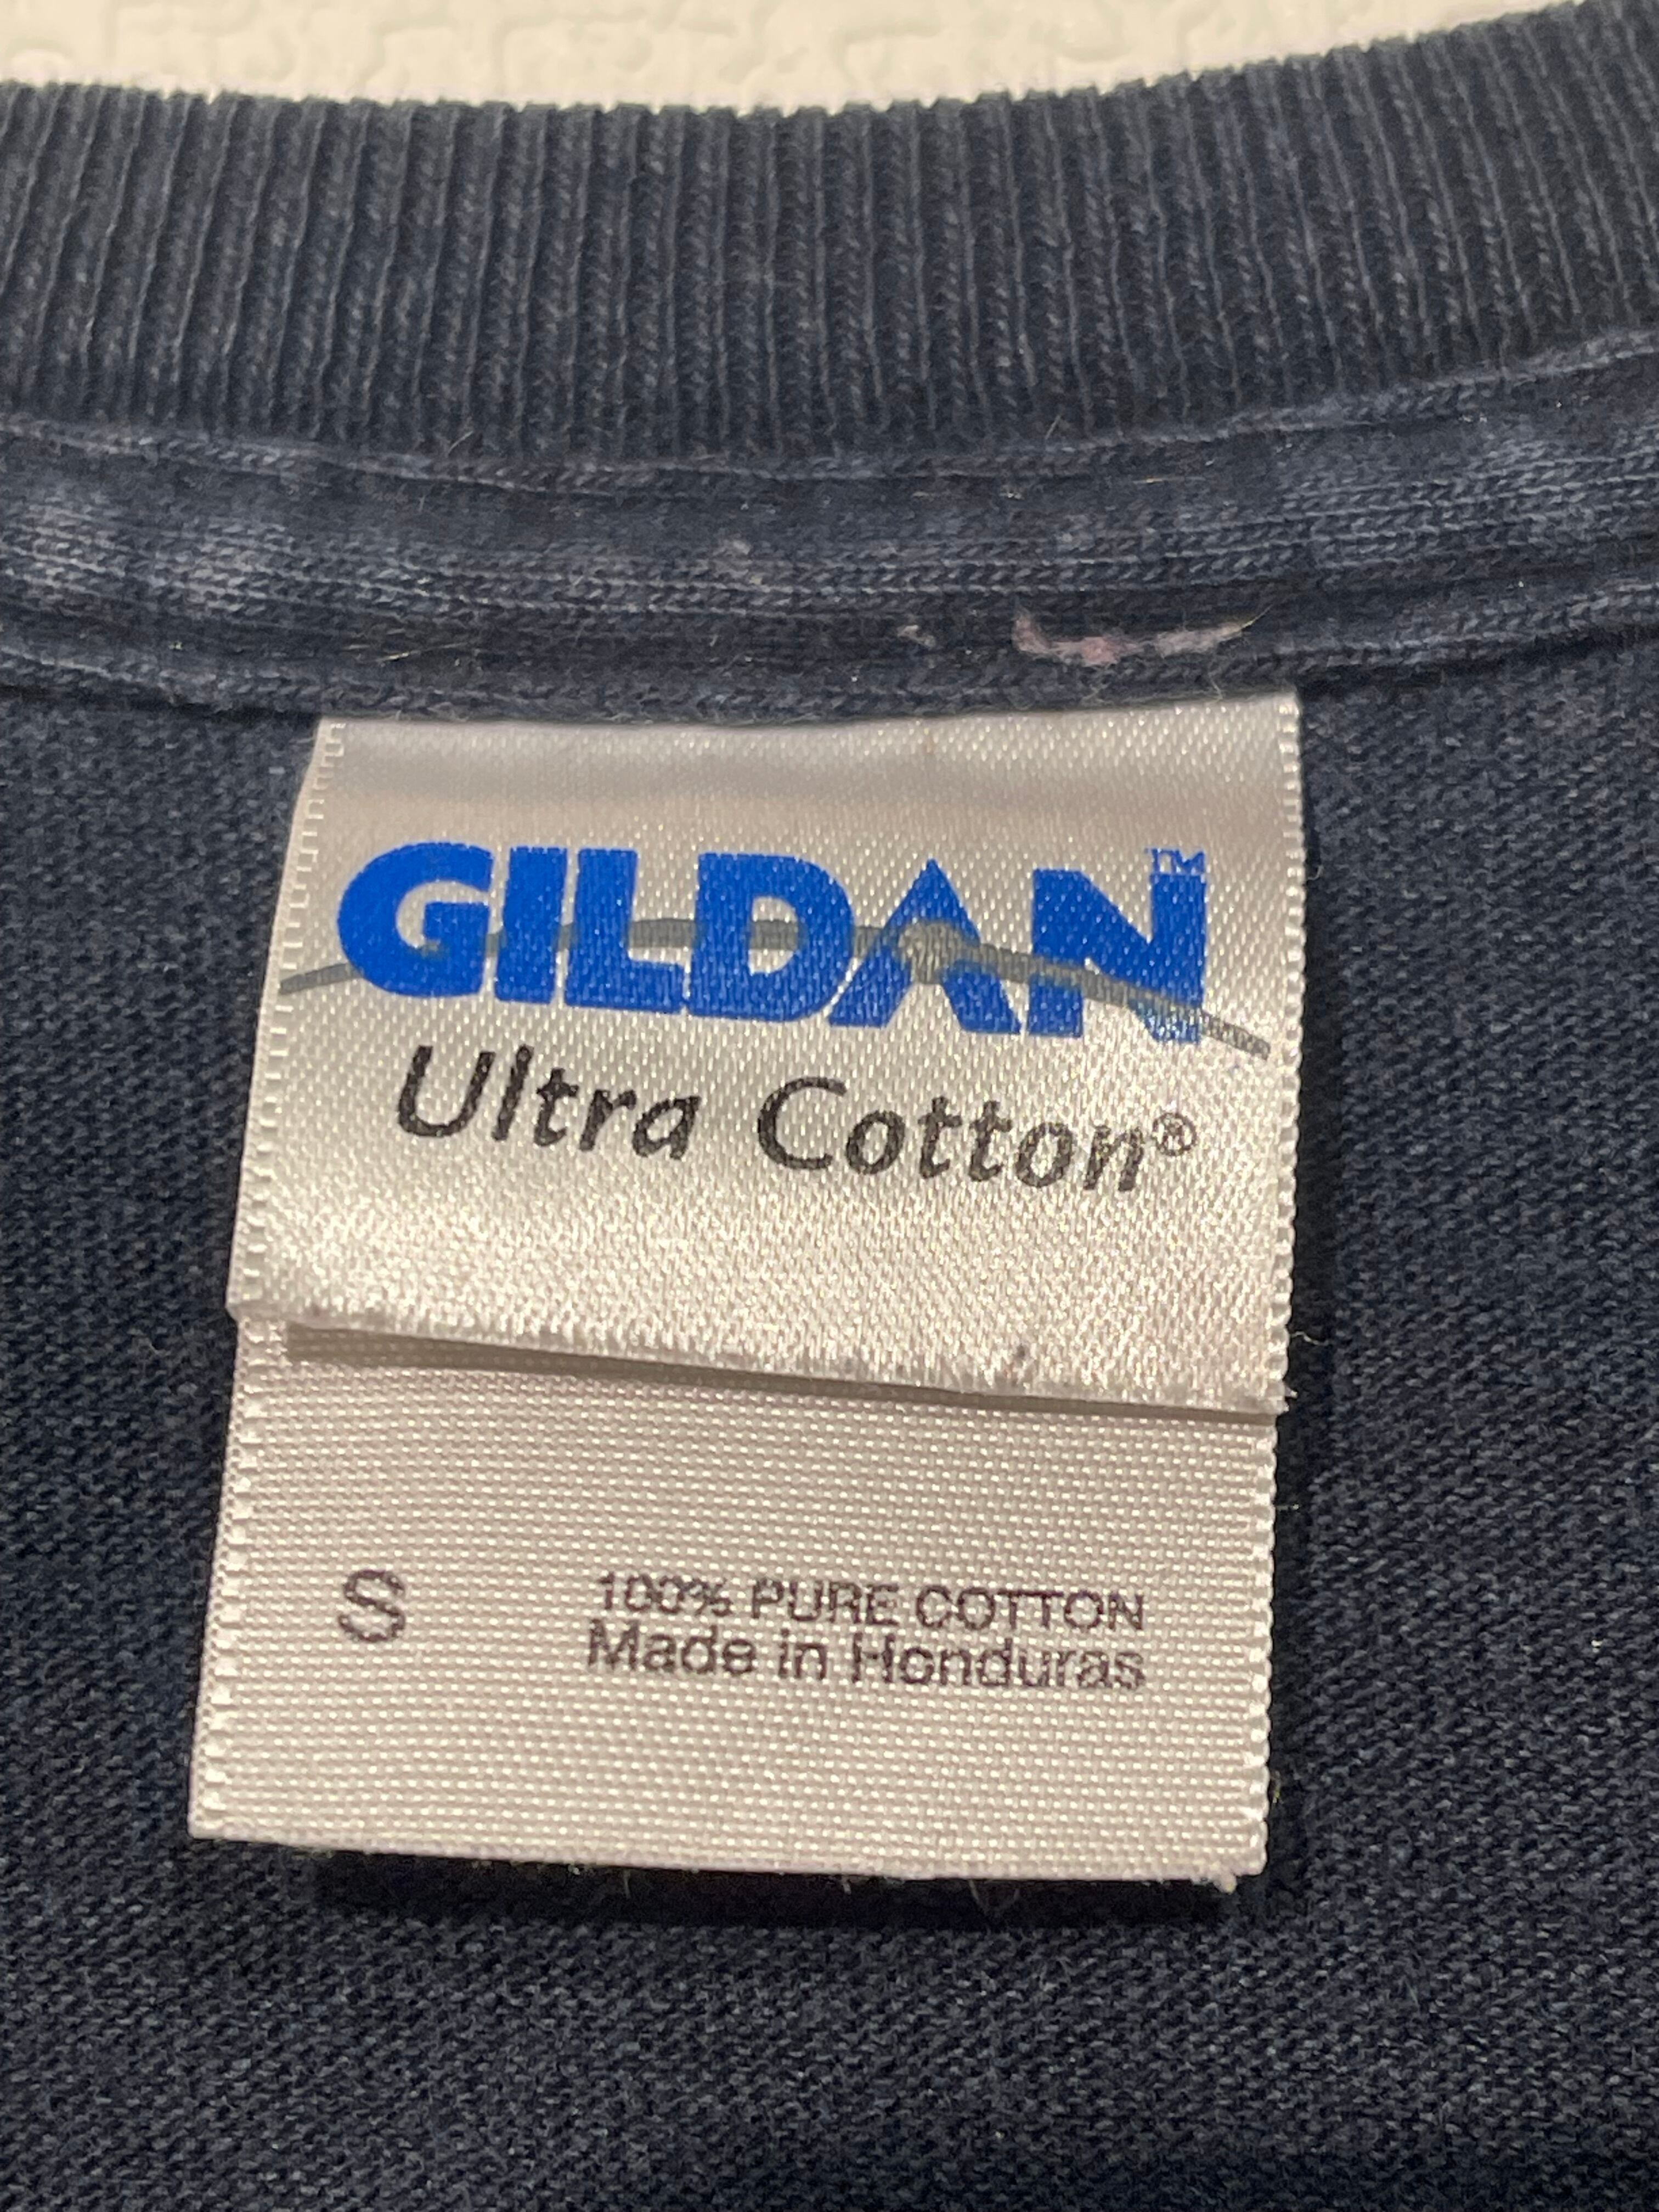 GILDAN™
Ultra Cotton®
S 100% PURE COTTON
Made in Honduras